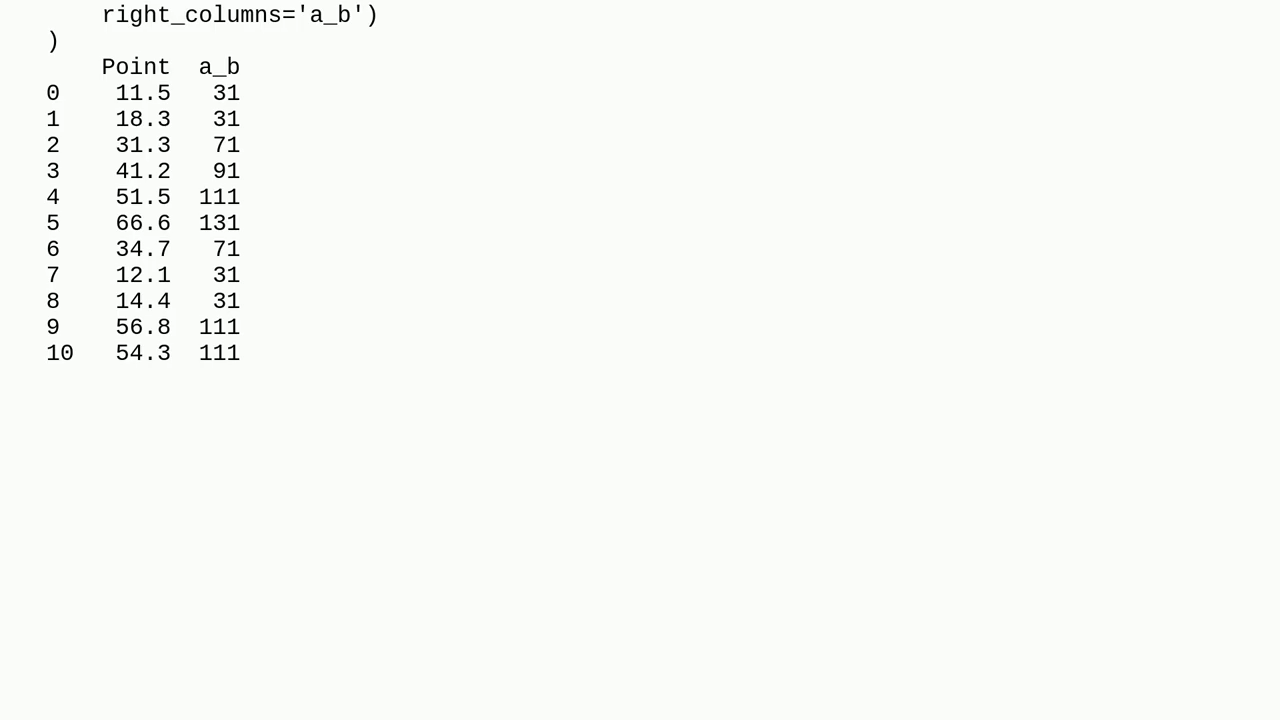 right_columns='a_b')
)
    Point  a_b
0    11.5   31
1    18.3   31
2    31.3   71
3    41.2   91
4    51.5  111
5    66.6  131
6    34.7   71
7    12.1   31
8    14.4   31
9    56.8  111
10   54.3  111